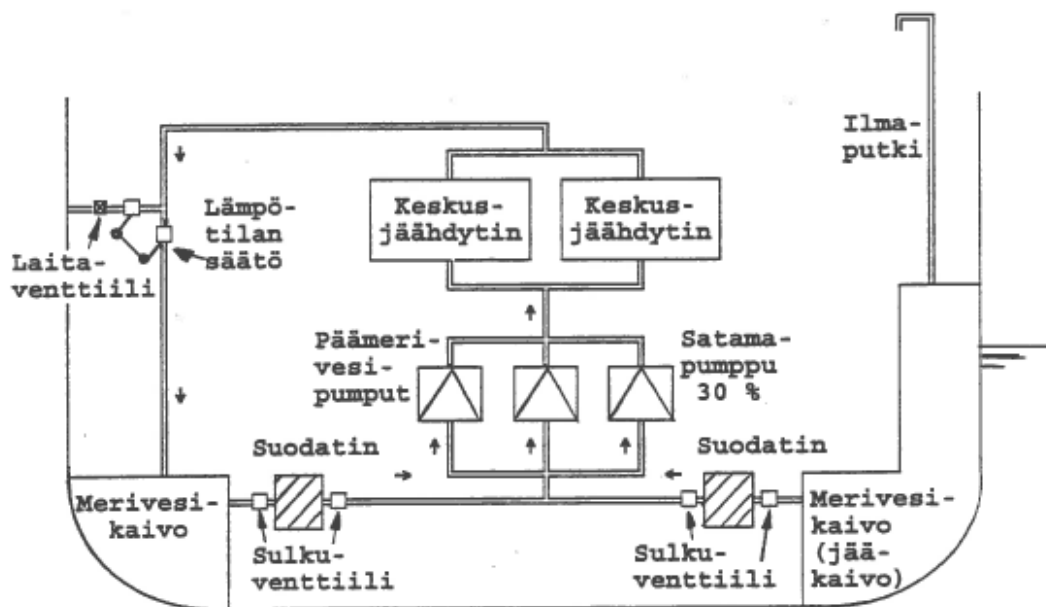 Ilma-
putki
Keskus-
jäähdytin
Keskus-
jäähdytin
Lämpö-
tilan
säätö
Laita-
venttiili
Päämeri-
vesi-
pumput
Satama-
pumppu
30 %
Suodatin
Suodatin
Merivesi-
kaivo
Merivesi-
kaivo
(jää-
kaivo)
Sulku-
venttiili
Sulku-
venttiili